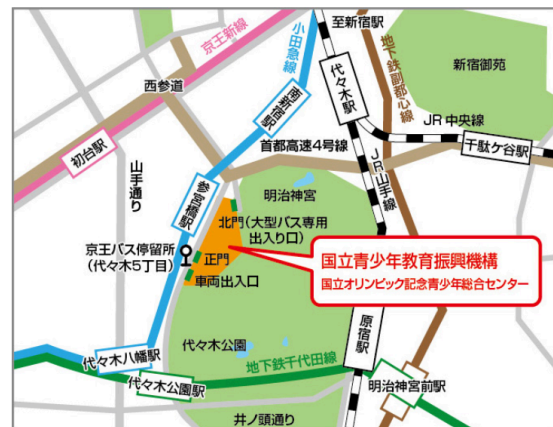 至新宿駅
小田急線
京王新線
西参道
南新宿駅
代々木駅
地下鉄副都心線
新宿御苑
JR中央線
千駄ケ谷駅
首都高速4号線
JR山手線
初台駅
山手通り
参宮橋駅
明治神宮
北門(大型バス専用
出入り口)
京王バス停留所
(代々木5丁目)
正門
車両出入口
国立青少年教育振興機構
国立オリンピック記念青少年総合センター
原宿駅
代々木公園
代々木八幡駅
代々木公園駅
地下鉄千代田線
明治神宮前駅
井ノ頭通り